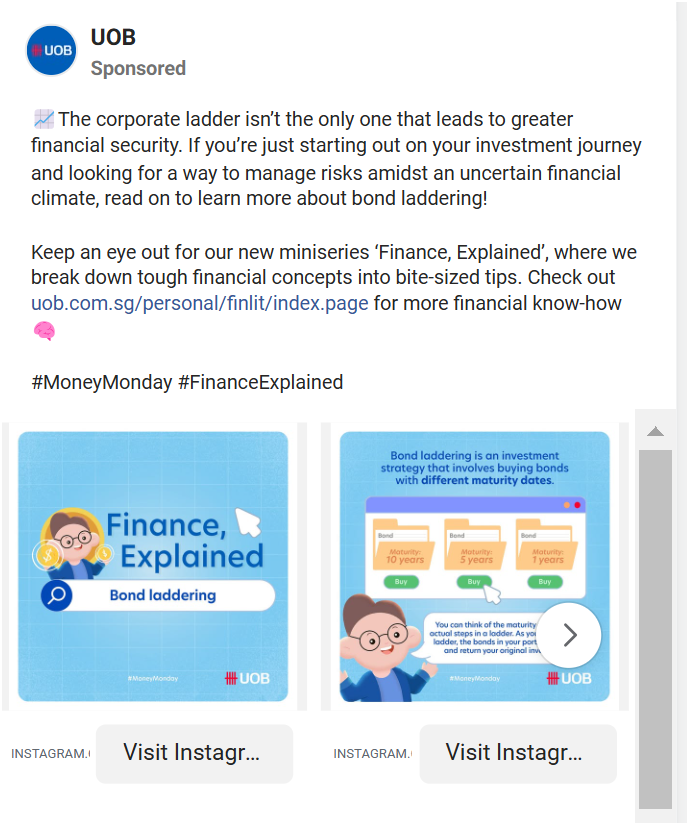 UOB
UOB
Sponsored
📈 The corporate ladder isn’t the only one that leads to greater
financial security. If you’re just starting out on your investment journey
and looking for a way to manage risks amidst an uncertain financial
climate, read on to learn more about bond laddering!
Keep an eye out for our new miniseries ‘Finance, Explained’, where we
break down tough financial concepts into bite-sized tips. Check out
uob.com.sg/personal/finlit/index.page for more financial know-how
🧠
#MoneyMonday #FinanceExplained
Finance,
Explained
Bond laddering
#MoneyMonday
UOB
Bond laddering is an investment
strategy that involves buying bonds
with different maturity dates.
Bond
Bond
Bond
Maturity:
10 years
Maturity:
5 years
Maturity:
1 years
Buy
Buy
Buy
You can think of the maturity
actual steps in a ladder. As you
ladder, the bonds in your port
and return your original inv
#MoneyMonday
UOB
INSTAGRAM.
Visit Instagr...
INSTAGRAM.
Visit Instagr...